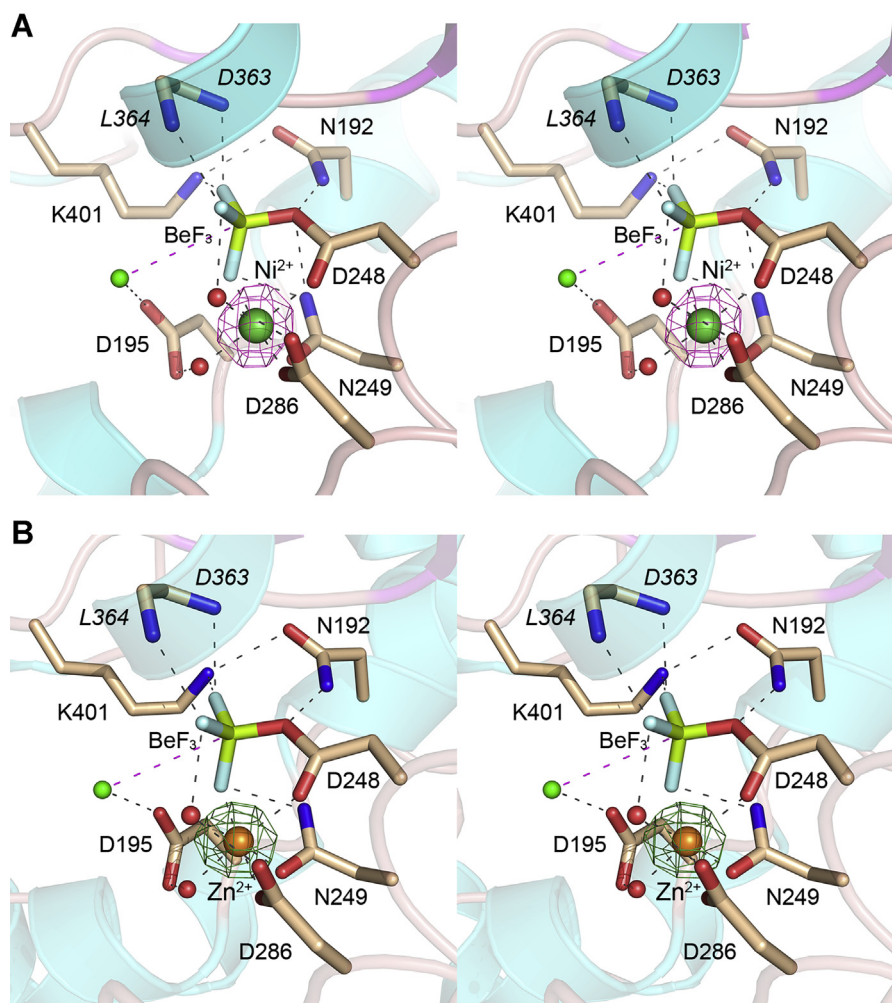 A
D363 D363
L364 N192 L364 N192
K401 K401
BeF₃ BeF₃
Ni²⁺ D248 Ni²⁺ D248
D195 D195
N249 N249
D286 D286
B
D363 D363
L364 N192 L364 N192
K401 K401
BeF₃ BeF₃
D248 D248
D195 D195
Zn²⁺ N249 Zn²⁺ N249
D286 D286